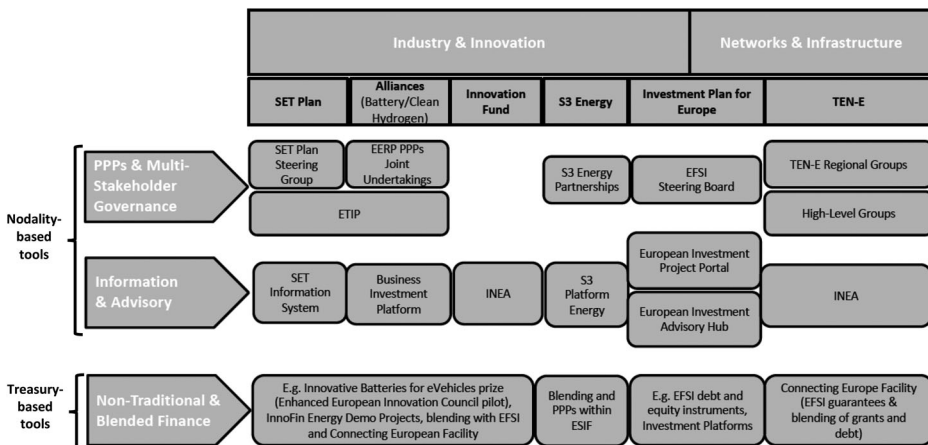 Industry & Innovation
Networks & Infrastructure
SET Plan
Alliances
(Battery/Clean
Hydrogen)
Innovation
Fund
S3 Energy
Investment Plan for
Europe
TEN-E
Nodality-
based
tools
PPPs & Multi-
Stakeholder
Governance
SET Plan
Steering
Group
EERP PPPs
Joint
Undertakings
ETIP
S3 Energy
Partnerships
EFSI
Steering Board
TEN-E Regional Groups
High-Level Groups
Information
& Advisory
SET
Information
System
Business
Investment
Platform
INEA
S3
Platform
Energy
European Investment
Project Portal
European Investment
Advisory Hub
INEA
Treasury-
based
tools
Non-Traditional &
Blended Finance
E.g. Innovative Batteries for eVehicles prize
(Enhanced European Innovation Council pilot),
InnoFin Energy Demo Projects, blending with EFSI
and Connecting European Facility
Blending and
PPPs within
ESIF
E.g. EFSI debt and
equity instruments,
Investment Platforms
Connecting Europe Facility
(EFSI guarantees &
blending of grants and
debt)